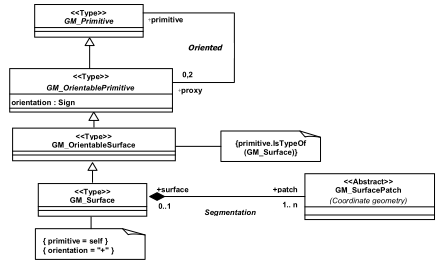 <<Type>>
GM_Primitive
+primitive
Oriented
<<Type>>
GM_OrientablePrimitive
orientation : Sign
0,2
+proxy
<<Type>>
GM_OrientableSurface
{primitive.IsTypeOf
(GM_Surface)}
<<Type>>
GM_Surface
+surface
0..1
Segmentation
+patch
1.. n
<<Abstract>>
GM_SurfacePatch
(Coordinate geometry)
{ primitive = self }
{ orientation = "+" }